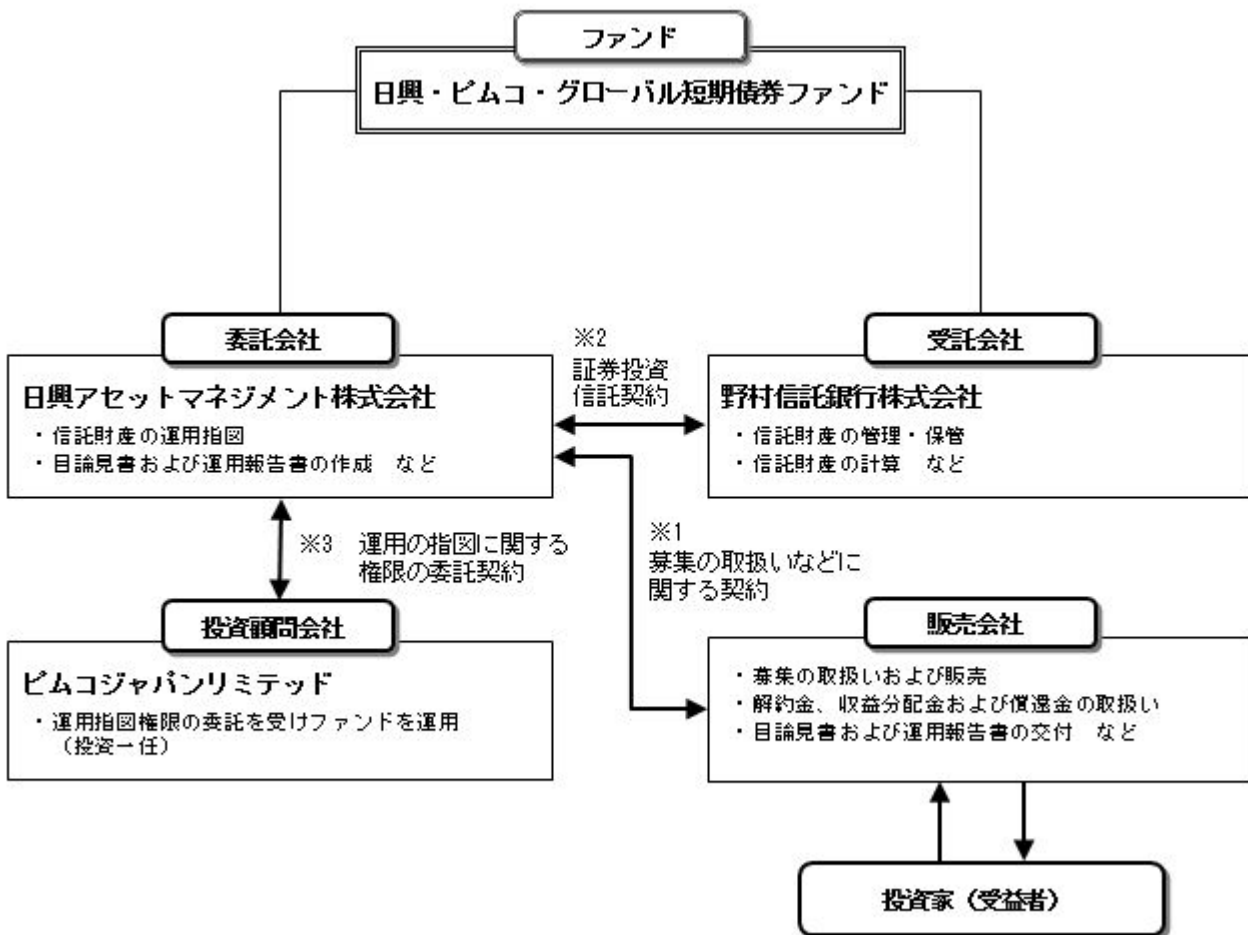 ファンド
日興・ピムコ・グローバル短期債券ファンド
委託会社
日興アセットマネジメント株式会社
・信託財産の運用指図
・目論見書および運用報告書の作成　など
※2
証券投資
信託契約
受託会社
野村信託銀行株式会社
・信託財産の管理・保管
・信託財産の計算　など
※3　運用の指図に関する
権限の委託契約
※1
募集の取扱いなどに
関する契約
投資顧問会社
ピムコジャパンリミテッド
・運用指図権限の委託を受けファンドを運用
（投資一任）
販売会社
・募集の取扱いおよび販売
・解約金、収益分配金および償還金の取扱い
・目論見書および運用報告書の交付　など
投資家（受益者）